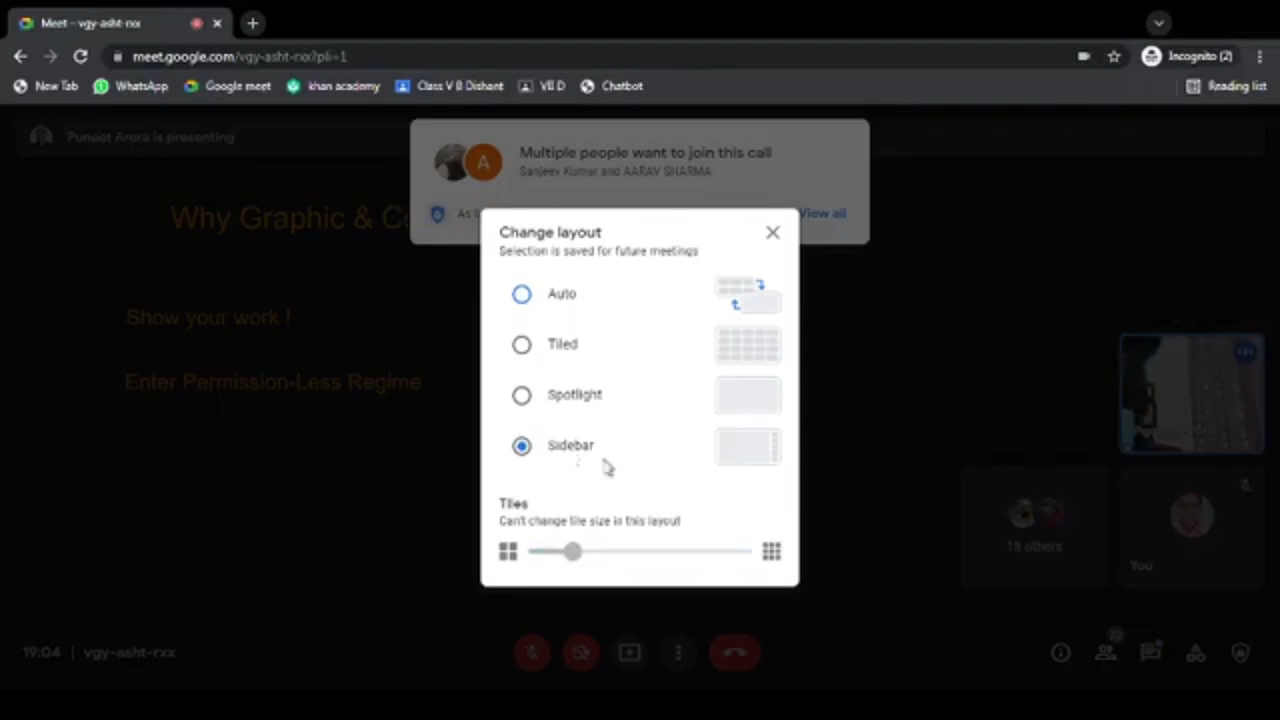 Meet - vgy-asht-rxx
meet.google.com/vgy-asht-rxx?pli=1
Incognito (2)
New Tab
WhatsApp
Google meet
khan academy
Class V B Dishant
VII D
Chatbot
Reading list
Puneet Arora is presenting
Multiple people want to join this call
Sanjeev Kumar and AARAV SHARMA
A
View all
Why Graphic &
Show your work !
Enter Permission-Less Regime
Change layout
Selection is saved for future meetings
Auto
Tiled
Spotlight
Sidebar
Tiles
Can't change tile size in this layout
others
You
19:04 | vgy-asht-rxx